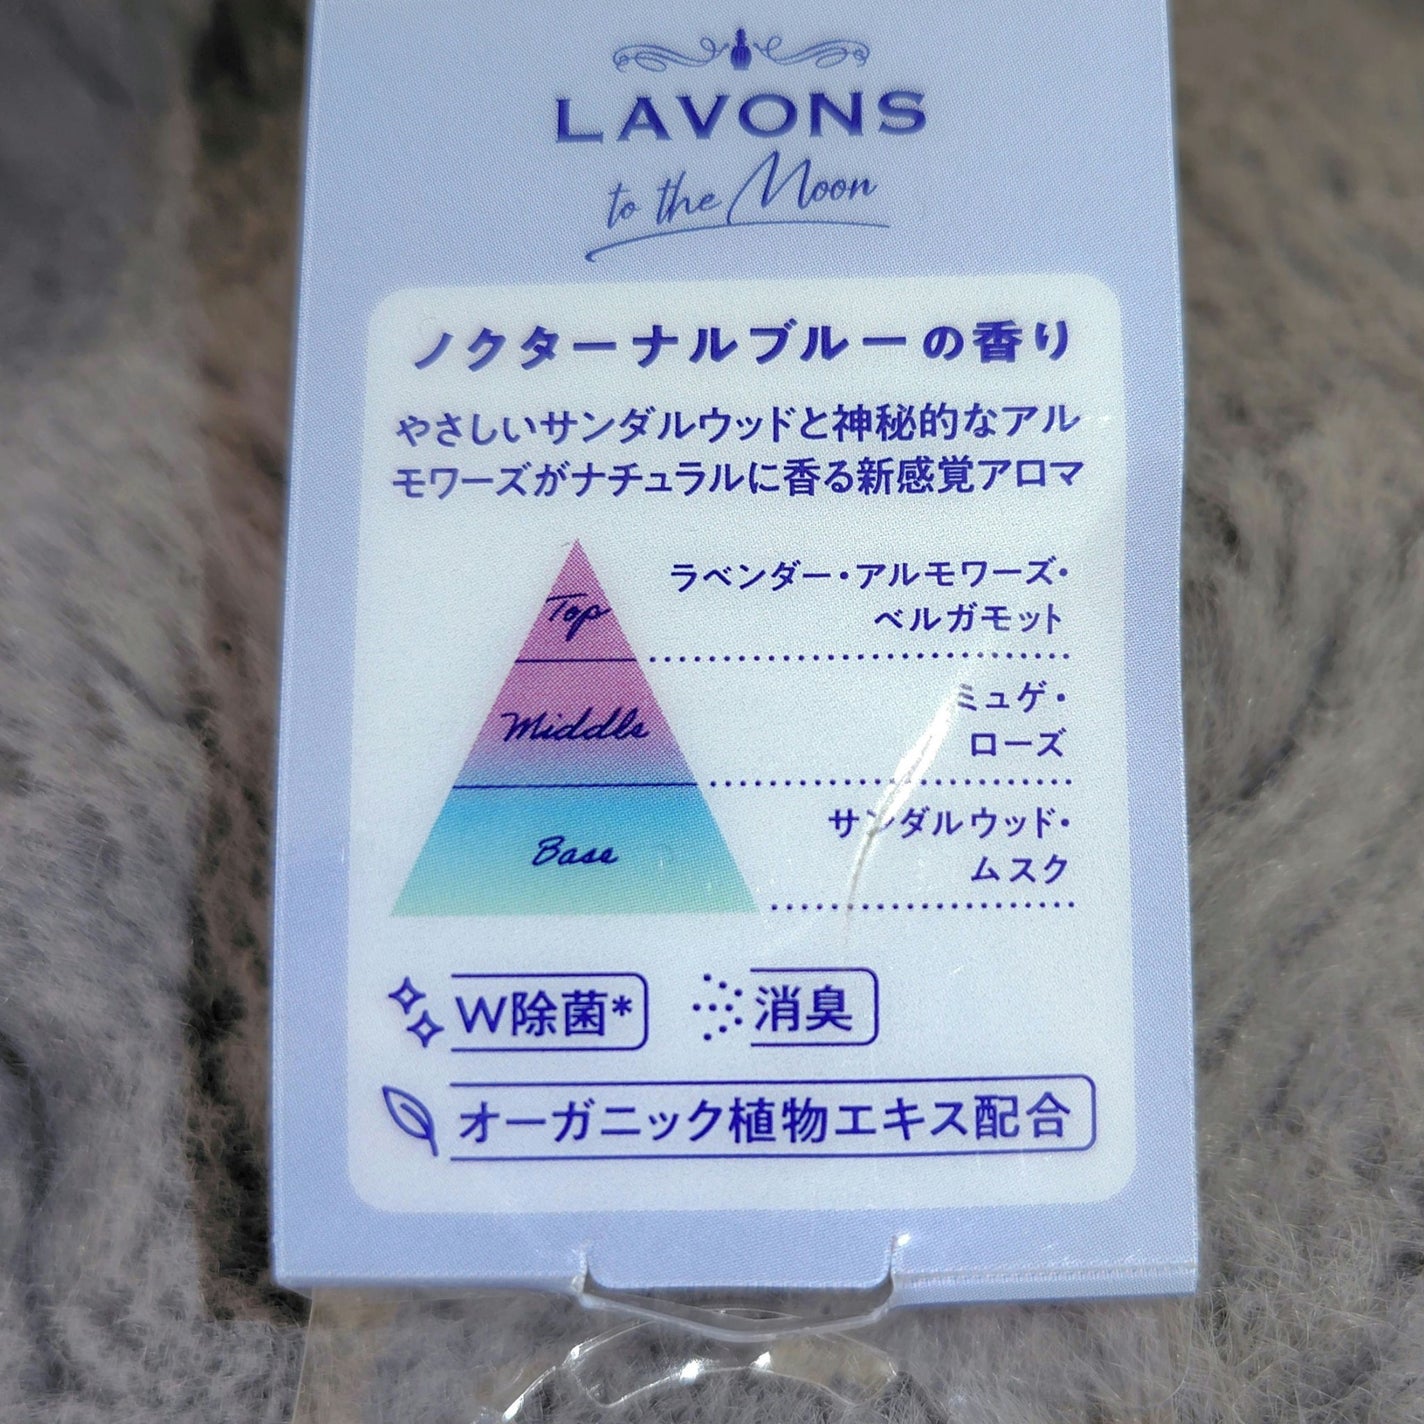 LAVONS
to the Moon
ノクターナルブルーの香り
やさしいサンダルウッドと神秘的なアル
モワーズがナチュラルに香る新感覚アロマ
Top
ラベンダー・アルモワーズ・
ベルガモット
Middle
ミュゲ・
ローズ
Base
サンダルウッド・
ムスク
W除菌*
消臭
オーガニック植物エキス配合